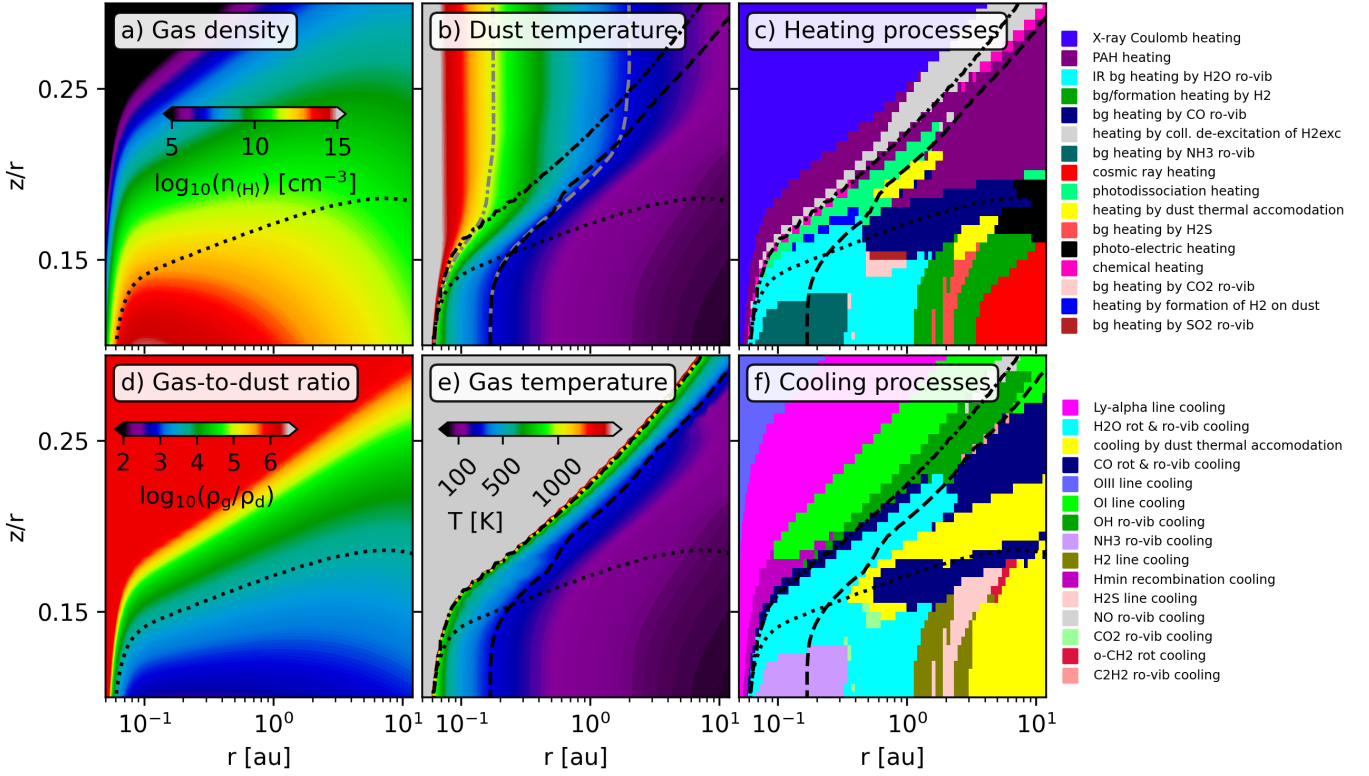 a) Gas density
b) Dust temperature
c) Heating processes
z/r
0.25
0.15
5 10 15
log10(n⟨H⟩) [cm−3]
X-ray Coulomb heating
PAH heating
IR bg heating by H2O ro-vib
bg/formation heating by H2
bg heating by CO ro-vib
heating by coll. de-excitation of H2exc
bg heating by NH3 ro-vib
cosmic ray heating
photodissociation heating
heating by dust thermal accomodation
bg heating by H2S
photo-electric heating
chemical heating
bg heating by CO2 ro-vib
heating by formation of H2 on dust
bg heating by SO2 ro-vib
d) Gas-to-dust ratio
e) Gas temperature
f) Cooling processes
z/r
0.25
0.15
2 3 4 5 6
log10(ρg/ρd)
100 500 1000
T [K]
Ly-alpha line cooling
H2O rot & ro-vib cooling
cooling by dust thermal accomodation
CO rot & ro-vib cooling
OIII line cooling
OI line cooling
OH ro-vib cooling
NH3 ro-vib cooling
H2 line cooling
Hmin recombination cooling
H2S line cooling
NO ro-vib cooling
CO2 ro-vib cooling
o-CH2 rot cooling
C2H2 ro-vib cooling
10−1 100 101
10−1 100 101
10−1 100 101
r [au]
r [au]
r [au]